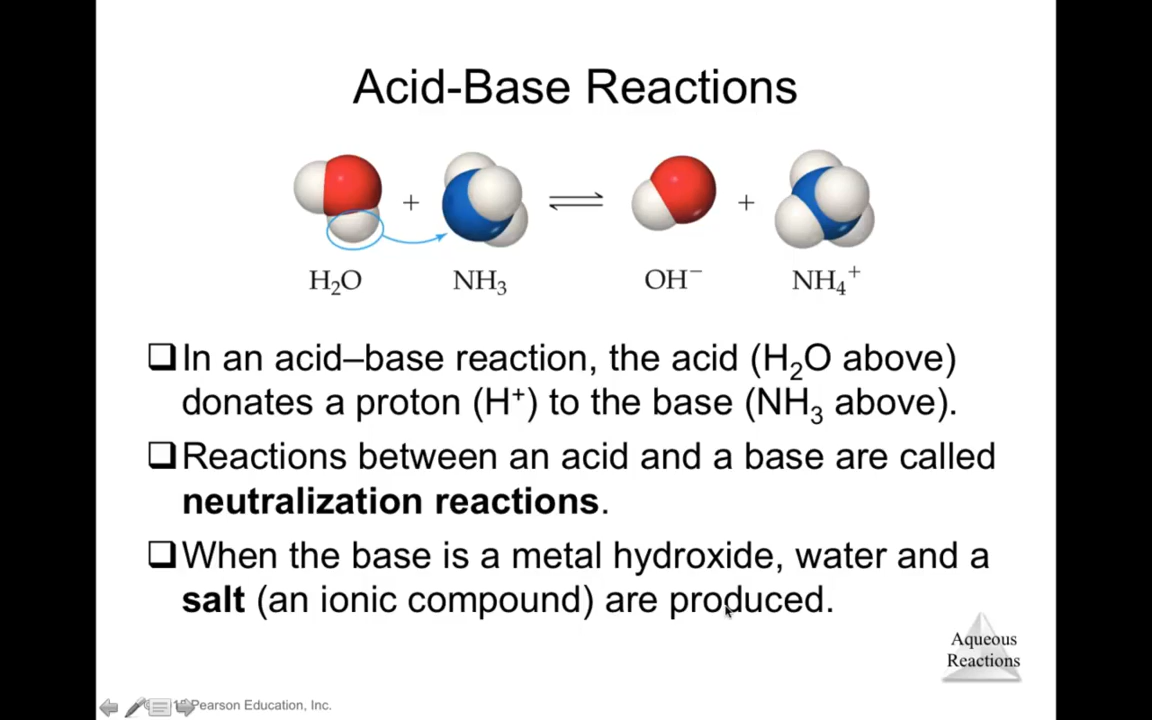 Acid-Base Reactions
+ ⇌ +
H₂O NH₃ OH⁻ NH₄⁺
❑In an acid–base reaction, the acid (H₂O above)
donates a proton (H⁺) to the base (NH₃ above).
❑Reactions between an acid and a base are called
neutralization reactions.
❑When the base is a metal hydroxide, water and a
salt (an ionic compound) are produced.
Aqueous
Reactions
Pearson Education, Inc.